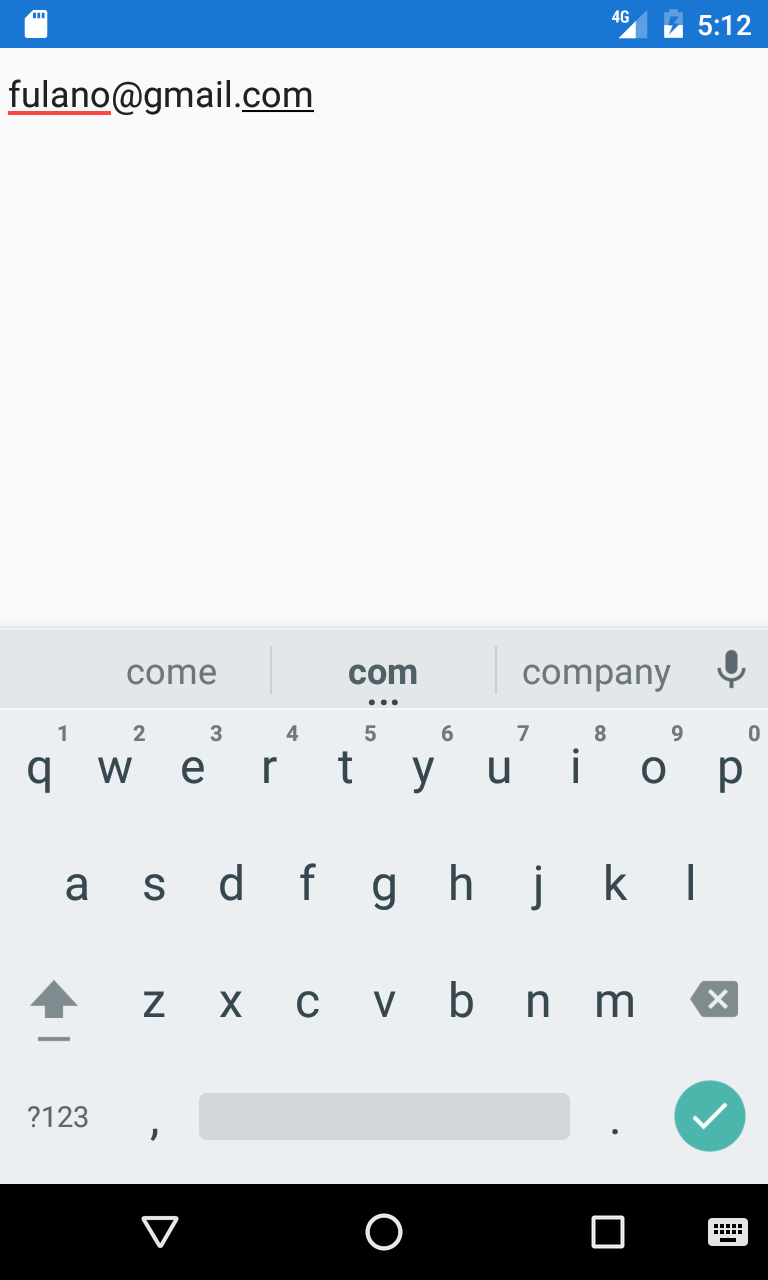 4G 5:12
fulano@gmail.com
come com company
1 2 3 4 5 6 7 8 9 0
q w e r t y u i o p
a s d f g h j k l
z x c v b n m
?123 , .